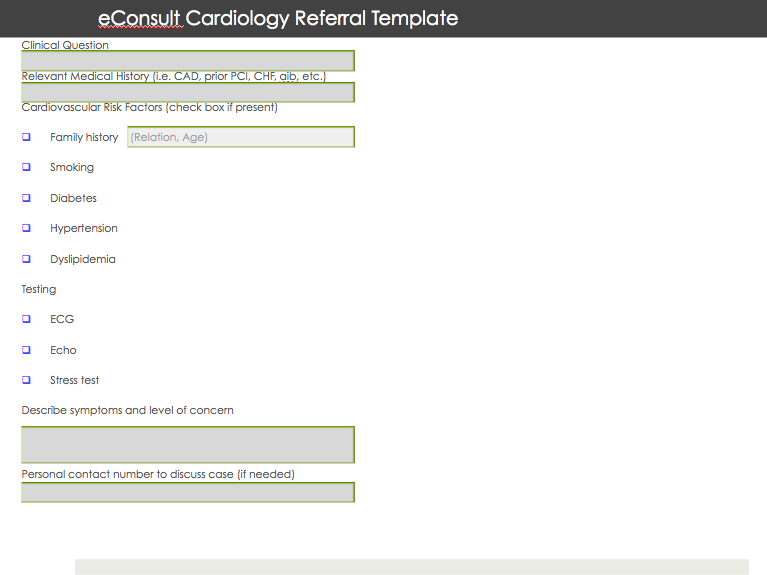 eConsult Cardiology Referral Template
Clinical Question
Relevant Medical History (i.e. CAD, prior PCI, CHF, aib, etc.)
Cardiovascular Risk Factors (check box if present)
❑ Family history (Relation, Age)
❑ Smoking
❑ Diabetes
❑ Hypertension
❑ Dyslipidemia
Testing
❑ ECG
❑ Echo
❑ Stress test
Describe symptoms and level of concern
Personal contact number to discuss case (if needed)